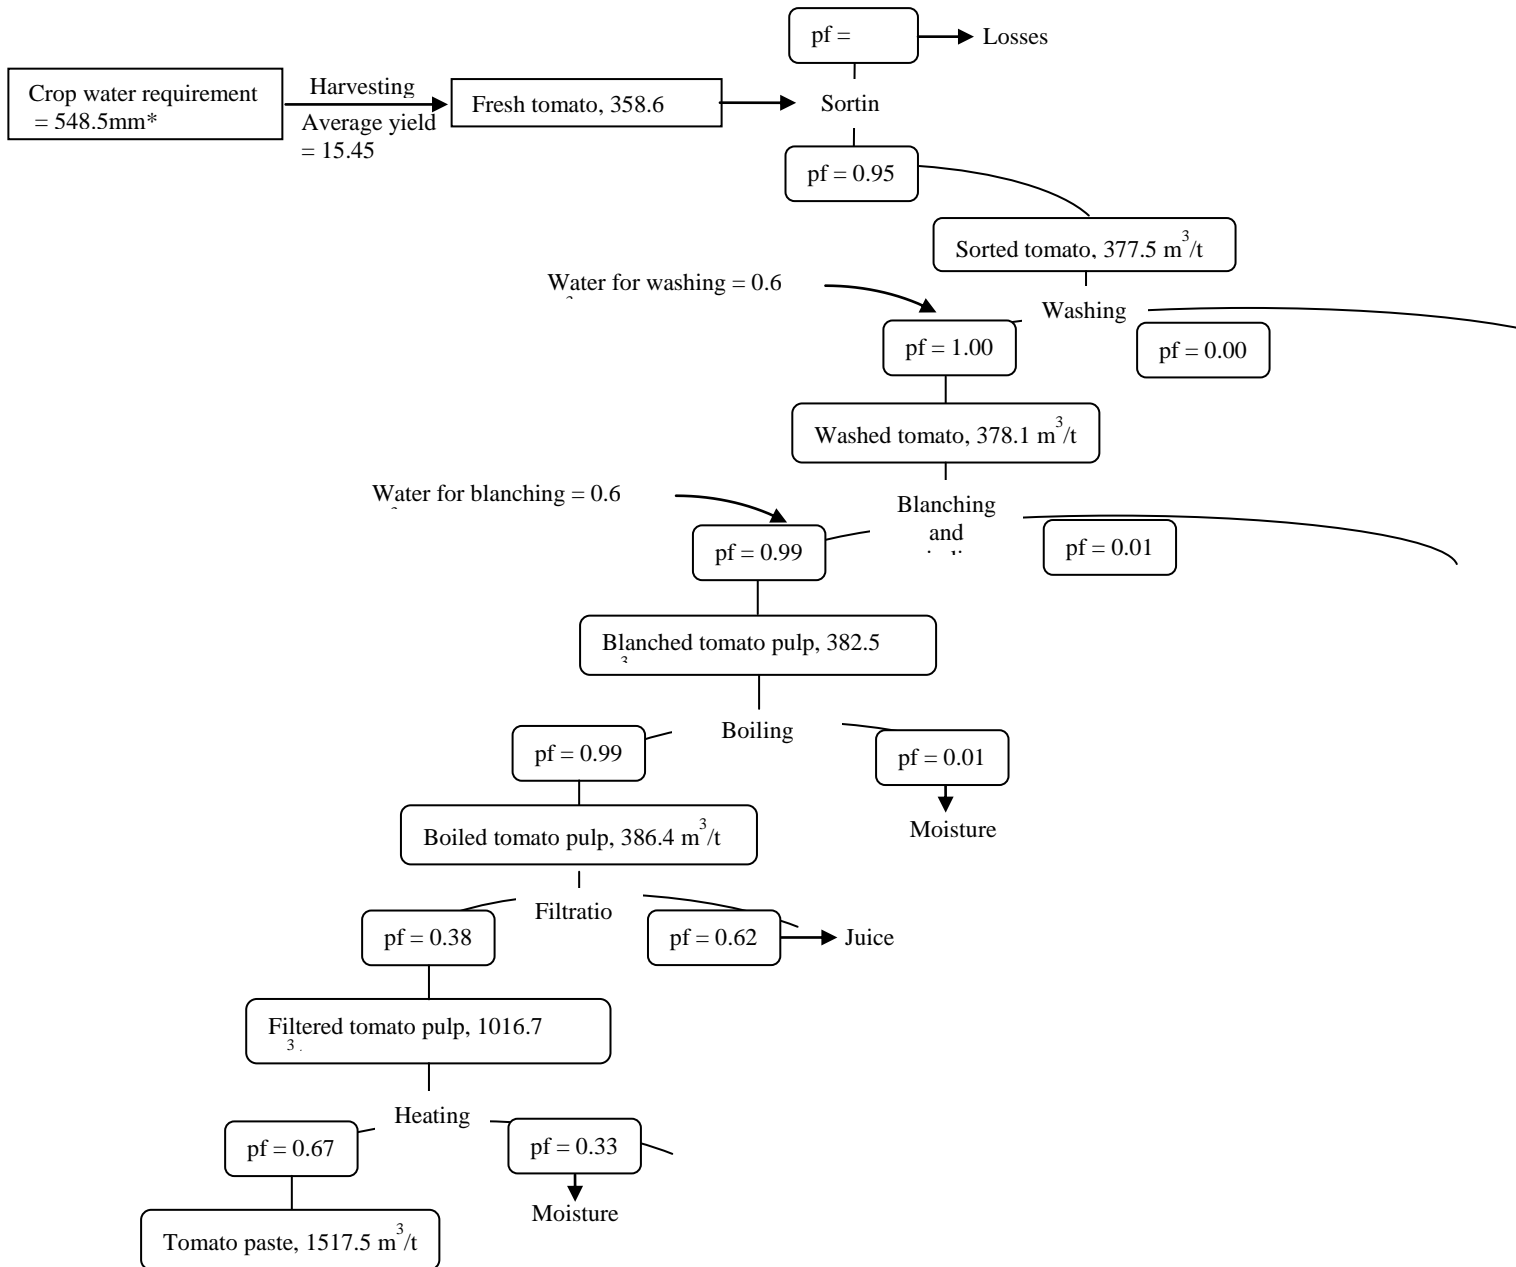 pf =
Losses
Crop water requirement
= 548.5mm*
Harvesting
Average yield
= 15.45
Fresh tomato, 358.6
Sortin
pf = 0.95
Sorted tomato, 377.5 m³/t
Water for washing = 0.6
Washing
pf = 1.00
pf = 0.00
Washed tomato, 378.1 m³/t
Water for blanching = 0.6
Blanching
and
pf = 0.99
pf = 0.01
Blanched tomato pulp, 382.5
3
Boiling
pf = 0.99
pf = 0.01
Moisture
Boiled tomato pulp, 386.4 m³/t
Filtratio
pf = 0.38
pf = 0.62
Juice
Filtered tomato pulp, 1016.7
3
Heating
pf = 0.67
pf = 0.33
Moisture
Tomato paste, 1517.5 m³/t